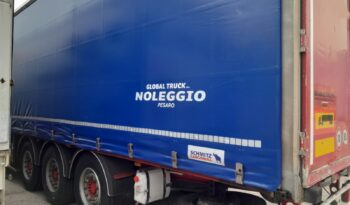 GLOBAL TRUCK
NOLEGGIO
PESARO
SCHMITZ